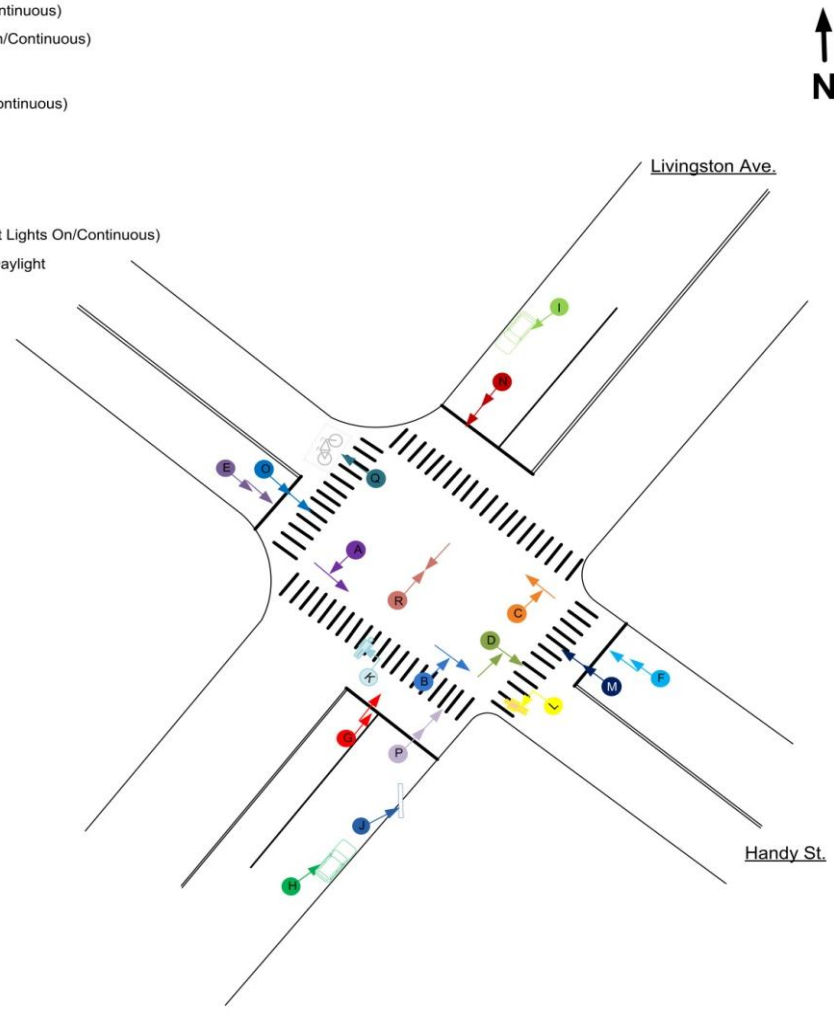 ntinuous)
n/Continuous)
N
ontinuous)
Livingston Ave.
t Lights On/Continuous)
aylight
I
N
E
O
Q
A
R
C
D
K
B
M
F
L
G
P
J
H
Handy St.